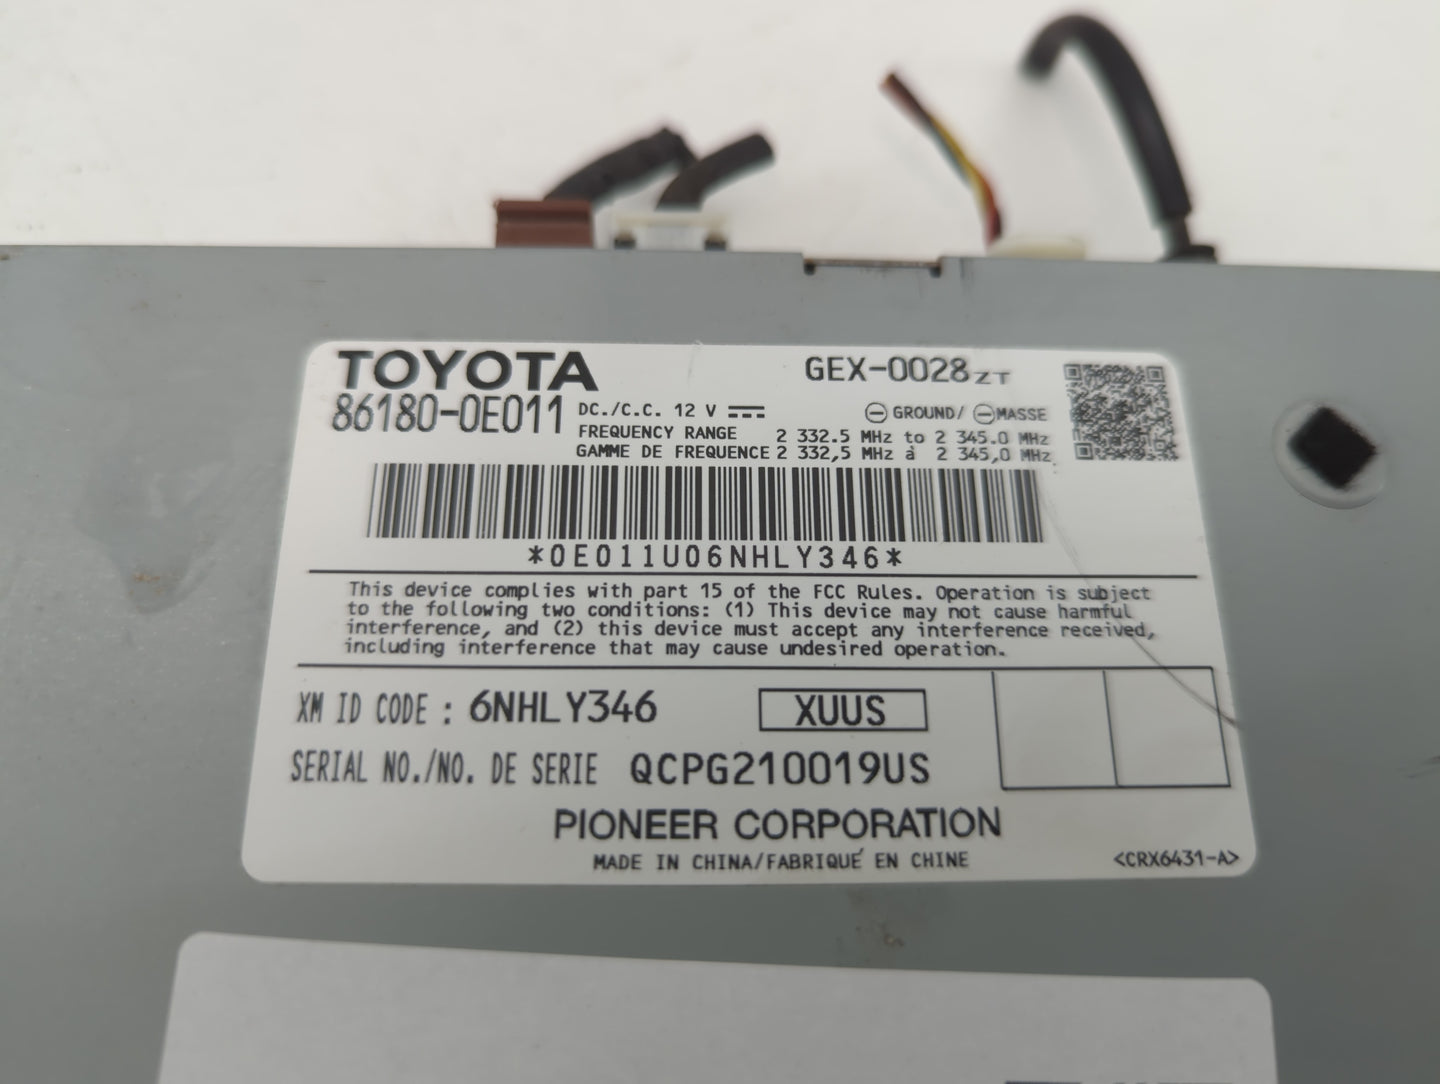 TOYOTA
GEX-0028ZT
86180-0E011
DC./C.C. 12 V
GROUND/ MASSE
FREQUENCY RANGE 2 332.5 MHz to 2 345.0 MHz
GAMME DE FREQUENCE 2 332,5 MHz à 2 345,0 MHz
*0E011U06NHLY346*
This device complies with part 15 of the FCC Rules. Operation is subject
to the following two conditions: (1) This device may not cause harmful
interference, and (2) this device must accept any interference received,
including interference that may cause undesired operation.
XM ID CODE : 6NHLY346
XUUS
SERIAL NO./NO. DE SERIE QCPG210019US
PIONEER CORPORATION
MADE IN CHINA/FABRIQUÉ EN CHINE
<CRX6431-A>